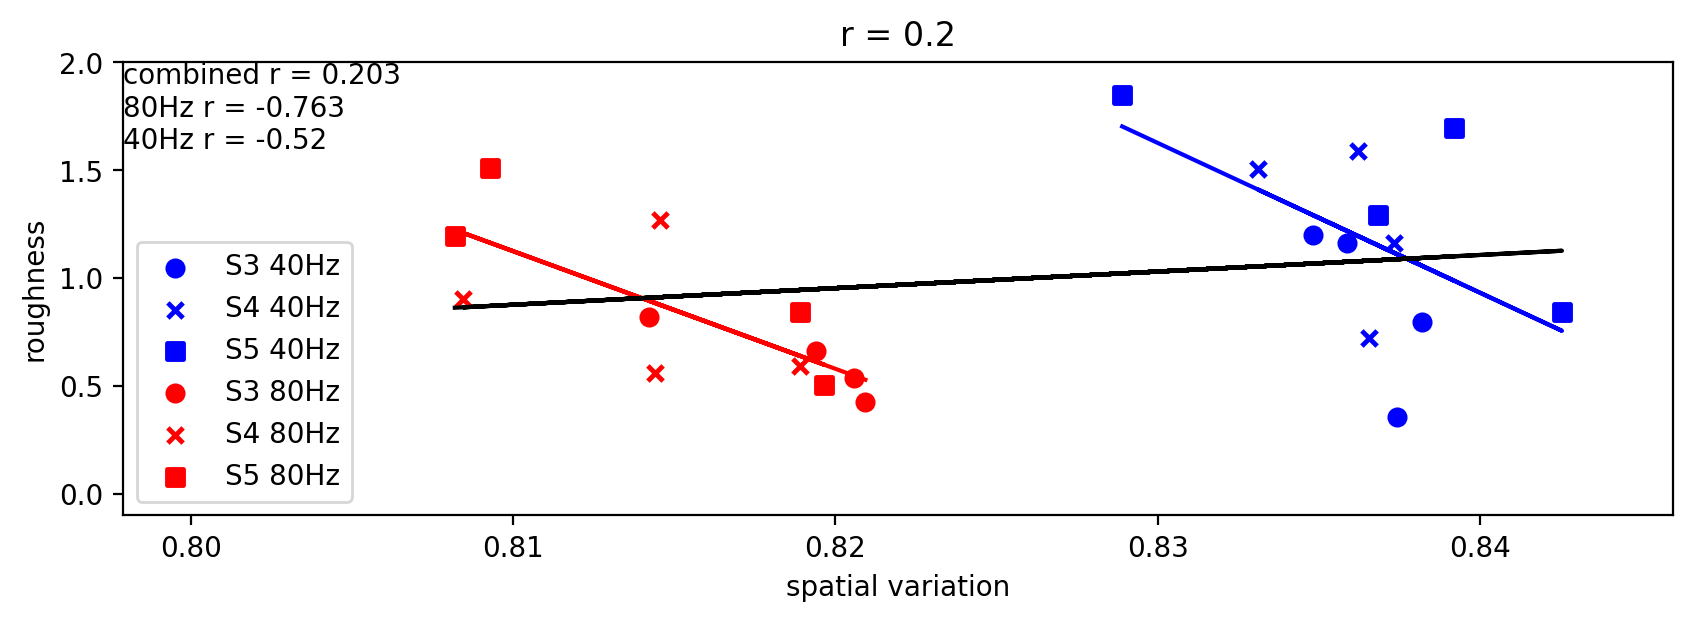 r = 0.2
combined r = 0.203
80Hz r = -0.763
40Hz r = -0.52
roughness
2.0
1.5
1.0
0.5
0.0
S3 40Hz
S4 40Hz
S5 40Hz
S3 80Hz
S4 80Hz
S5 80Hz
0.80 0.81 0.82 0.83 0.84
spatial variation